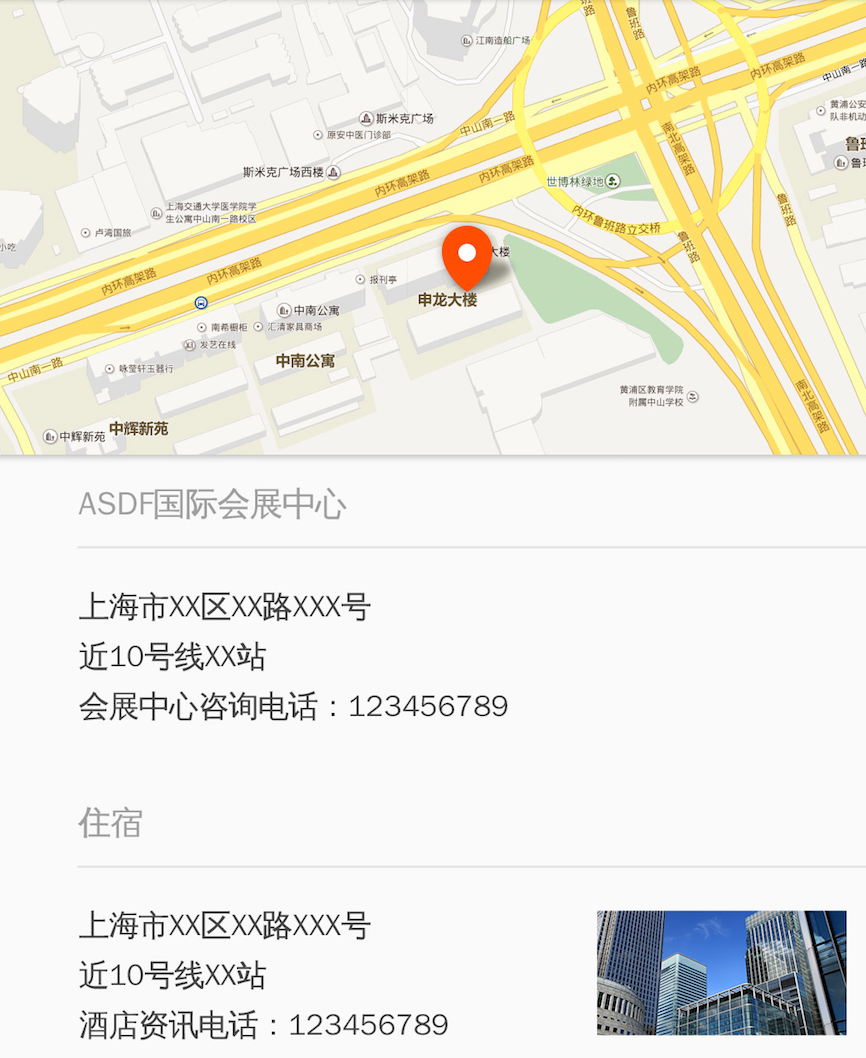 鲁班路
鲁班路
江南造船广场
内环高架路
内环高架路
中山南一路
黄浦公安
队非机动
斯米克广场
中山南一路
原安中医门诊部
南北高架路
鲁班
斯米克广场西楼
内环高架路
内环高架路
世博林绿地
上海交通大学医学院学
生公寓中山南一路校区
内环鲁班路立交桥
鲁班路
卢湾国旅
小吃
鲁班路
大楼
内环高架路
内环高架路
报刊亭
申龙大楼
中南公寓
南希橱柜
汇清家具商场
发艺在线
中南公寓
中山南一路
咏莹轩玉器行
黄浦区教育学院
附属中山学校
南北高架路
中辉新苑
中辉新苑
ASDF国际会展中心
上海市XX区XX路XXX号
近10号线XX站
会展中心咨询电话：123456789
住宿
上海市XX区XX路XXX号
近10号线XX站
酒店资讯电话：123456789